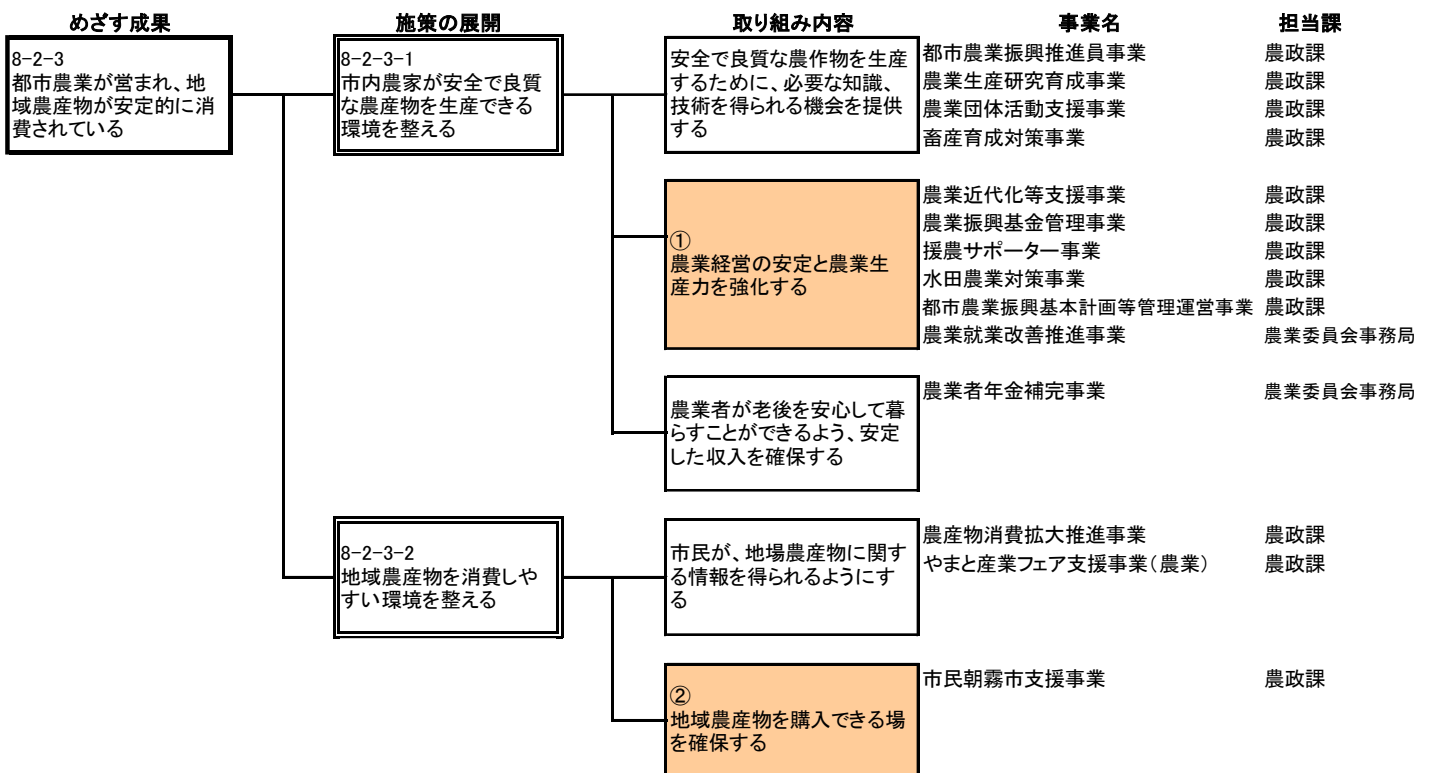 めざす成果
施策の展開
取り組み内容
事業名
担当課
8-2-3
都市農業が営まれ、地
域農産物が安定的に消
費されている
8-2-3-1
市内農家が安全で良質
な農産物を生産できる
環境を整える
安全で良質な農作物を生産
するために、必要な知識、
技術を得られる機会を提供
する
都市農業振興推進員事業 農政課
農業生産研究育成事業 農政課
農業団体活動支援事業 農政課
畜産育成対策事業 農政課
①
農業経営の安定と農業生
産力を強化する
農業近代化等支援事業 農政課
農業振興基金管理事業 農政課
援農サポーター事業 農政課
水田農業対策事業 農政課
都市農業振興基本計画等管理運営事業 農政課
農業就業改善推進事業 農業委員会事務局
農業者が老後を安心して暮
らすことができるよう、安定
した収入を確保する
農業者年金補完事業 農業委員会事務局
8-2-3-2
地域農産物を消費しや
すい環境を整える
市民が、地場農産物に関す
る情報を得られるようにす
る
農産物消費拡大推進事業 農政課
やまと産業フェア支援事業(農業) 農政課
②
地域農産物を購入できる場
を確保する
市民朝霧市支援事業 農政課